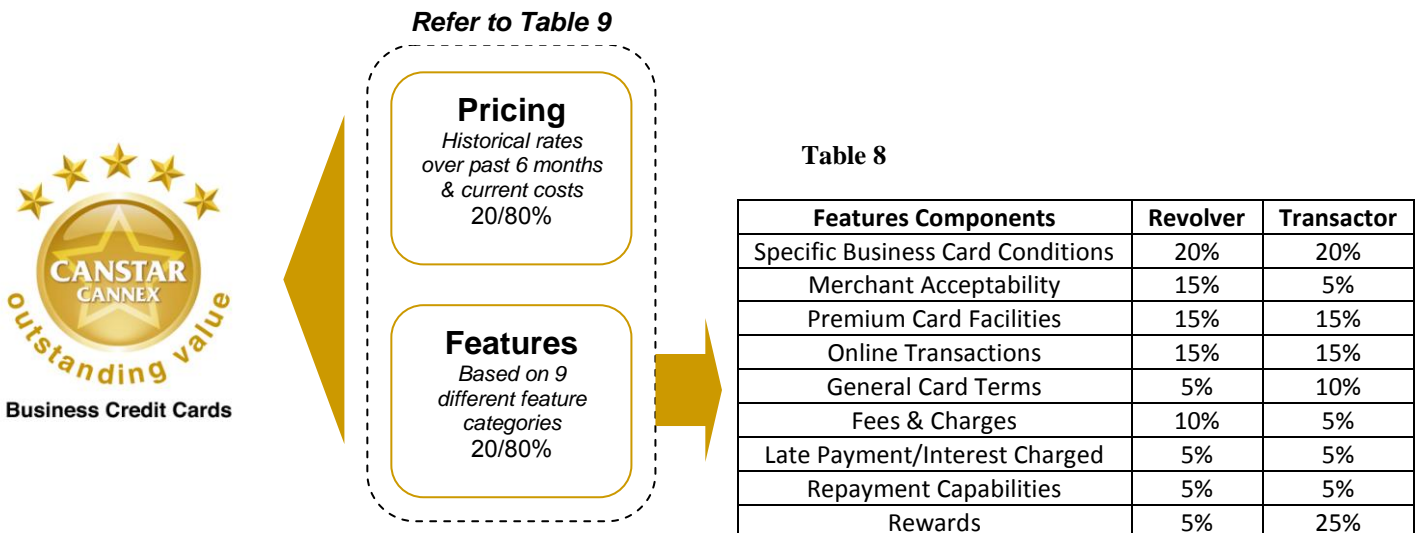 Refer to Table 9
Pricing
Historical rates
over past 6 months
& current costs
20/80%
CANSTAR
CANNEX
outstanding value
Business Credit Cards
Features
Based on 9
different feature
categories
20/80%
Table 8
Features Components Revolver Transactor
Specific Business Card Conditions 20% 20%
Merchant Acceptability 15% 5%
Premium Card Facilities 15% 15%
Online Transactions 15% 15%
General Card Terms 5% 10%
Fees & Charges 10% 5%
Late Payment/Interest Charged 5% 5%
Repayment Capabilities 5% 5%
Rewards 5% 25%